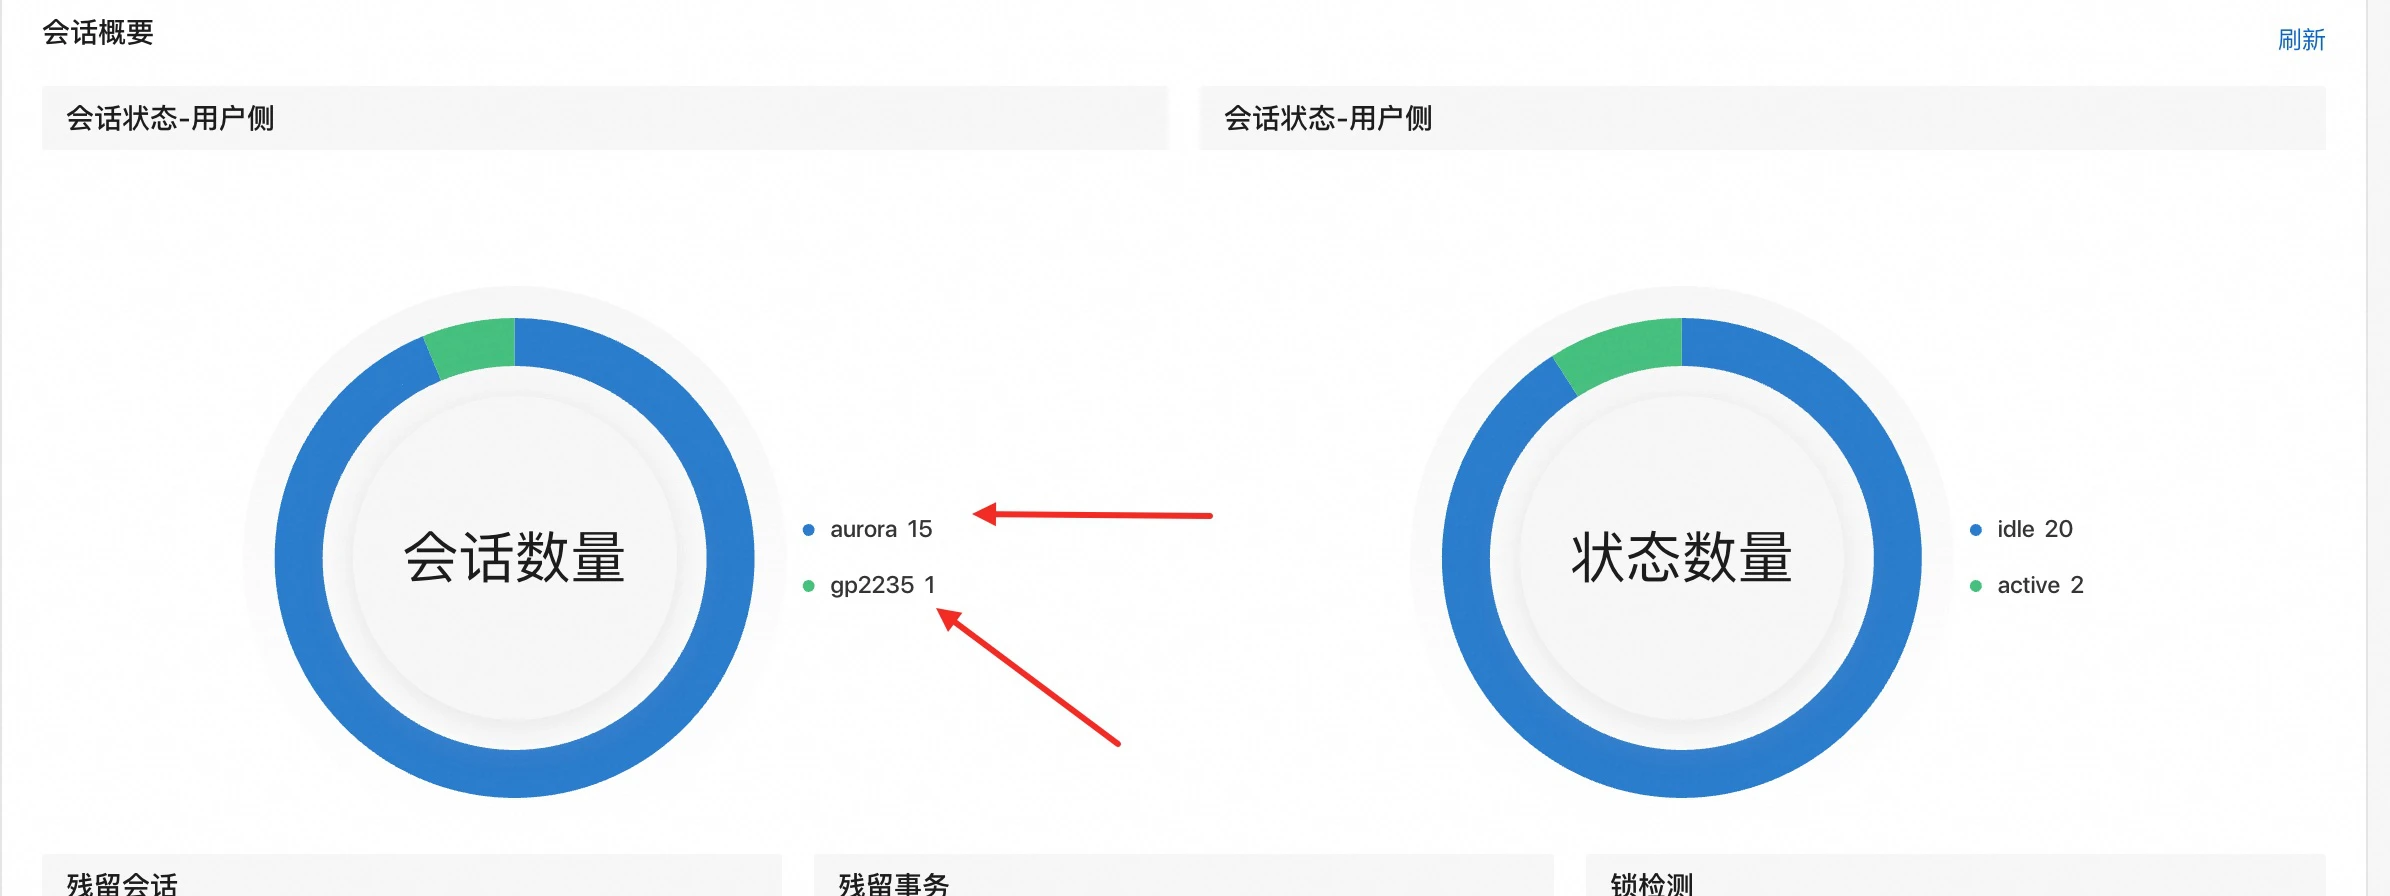 会话概要
刷新
会话状态-用户侧
会话状态-用户侧
会话数量
aurora 15
gp2235 1
状态数量
idle 20
active 2
残留会话
残留事务
锁检测